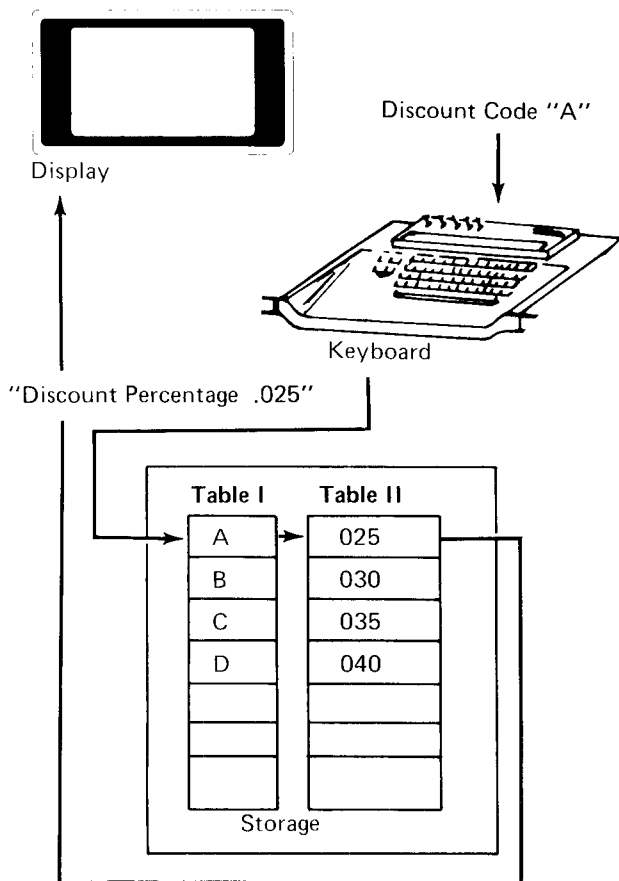 Display
Discount Code "A"
Keyboard
"Discount Percentage .025"
Table I Table II
A 025
B 030
C 035
D 040
Storage